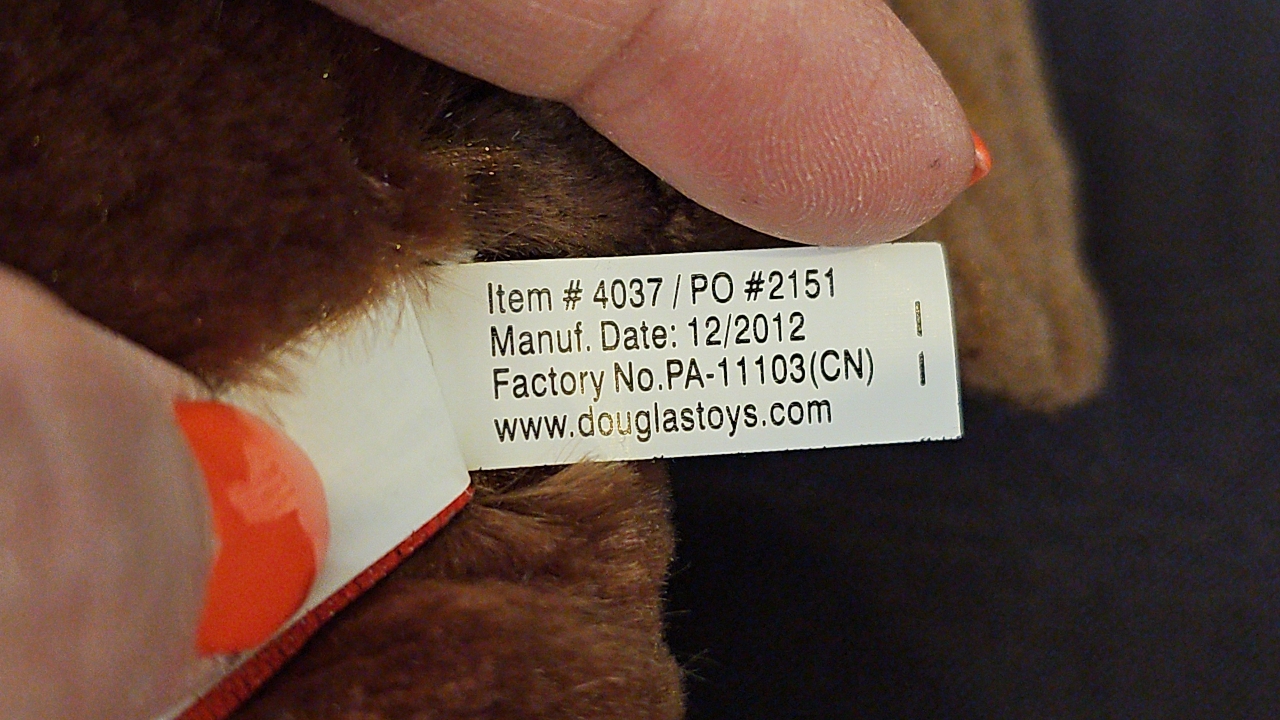 Item # 4037 / PO #2151
Manuf. Date: 12/2012
Factory No.PA-11103(CN)
www.douglastoys.com